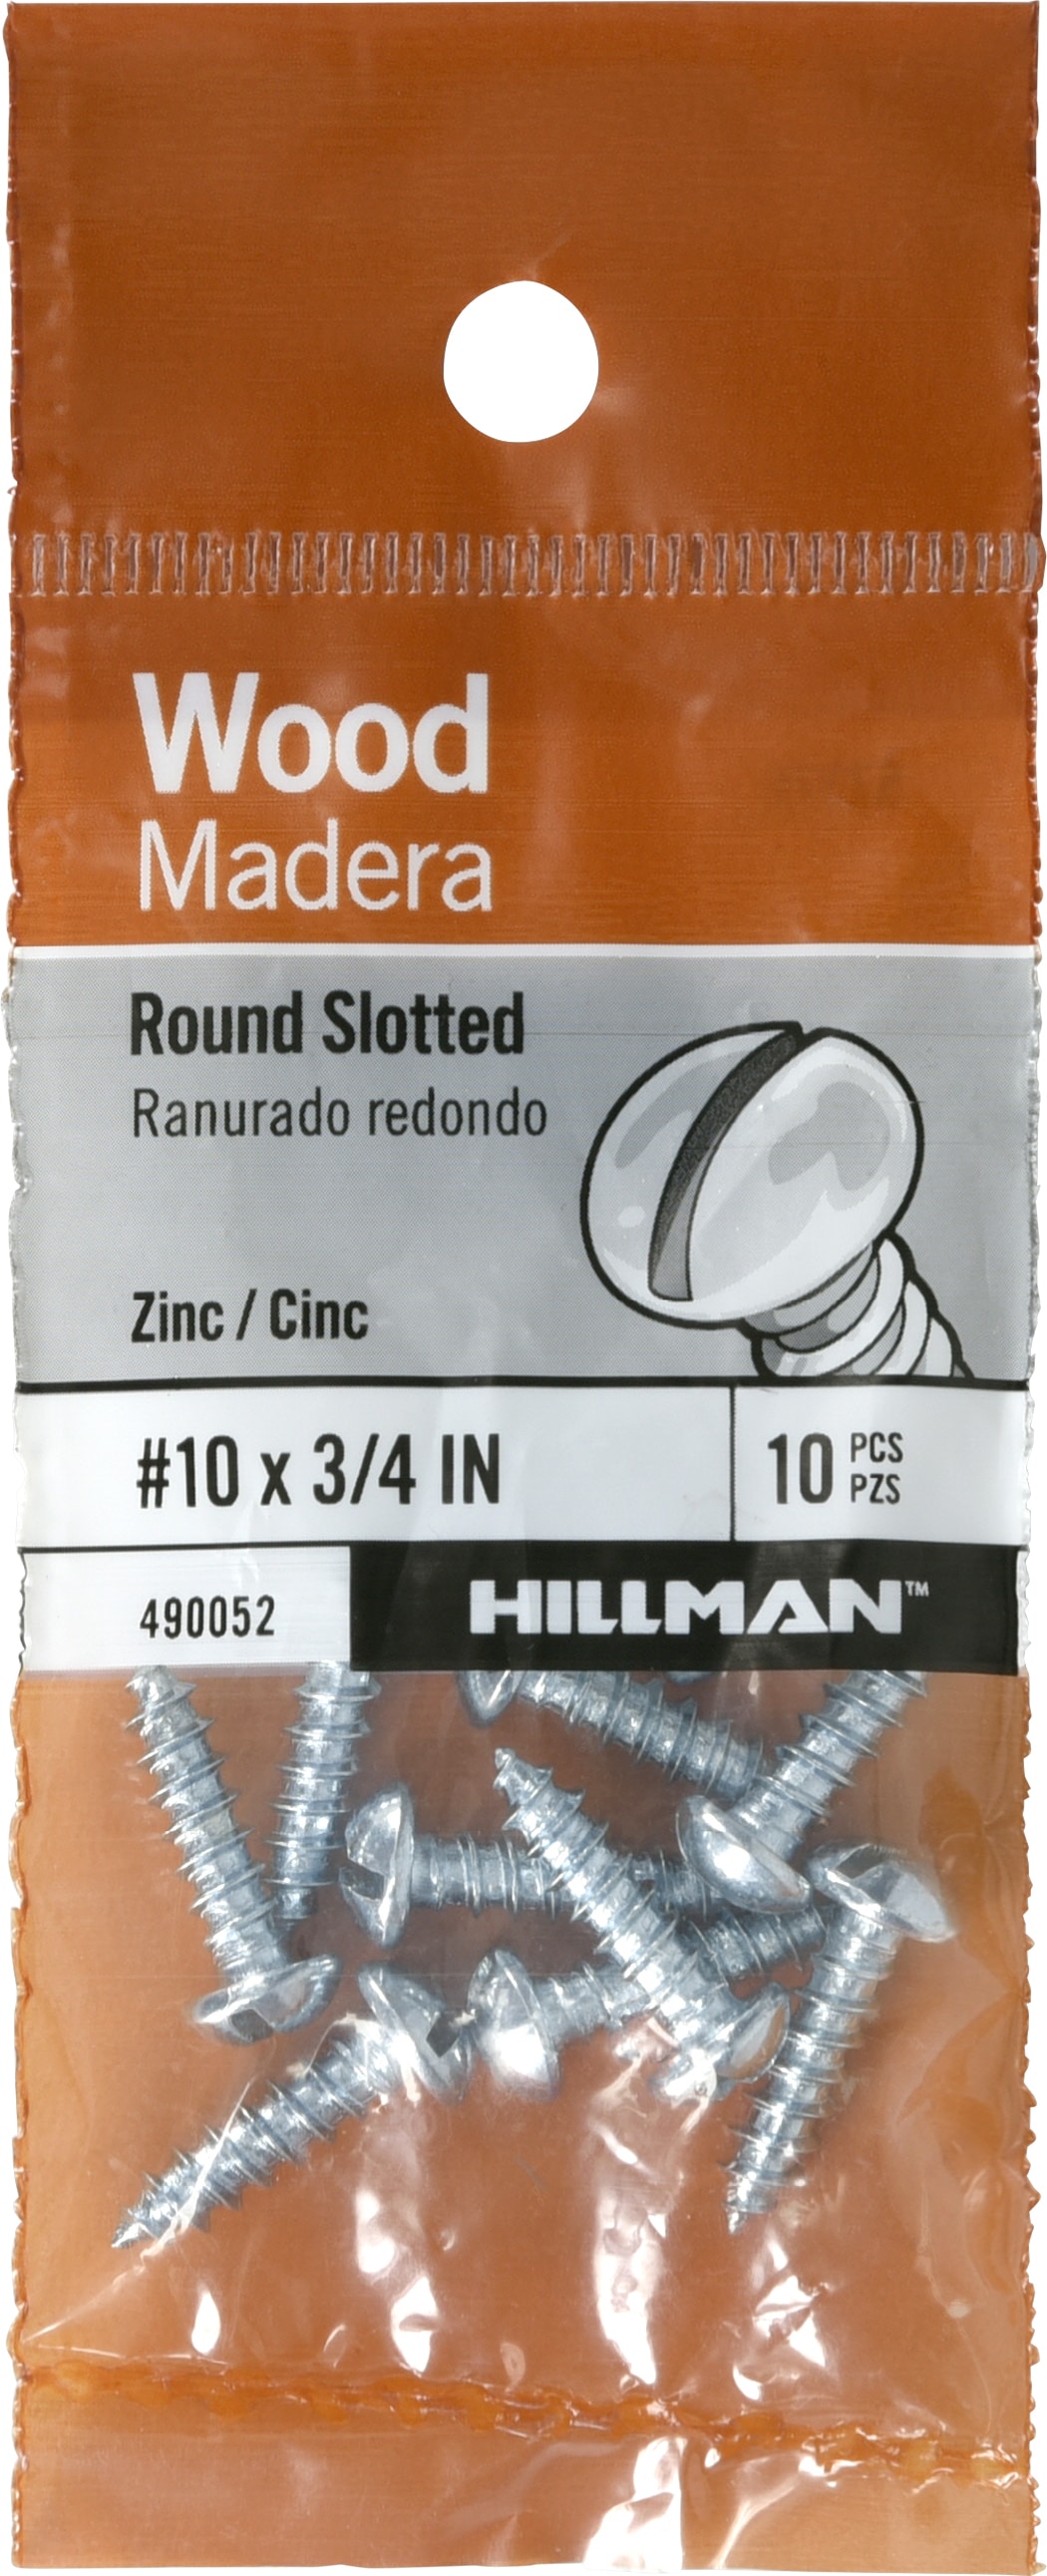 Wood
Madera
Round Slotted
Ranurado redondo
Zinc / Cinc
#10 x 3/4 IN
10 PCS
PZS
490052
HILLMAN™